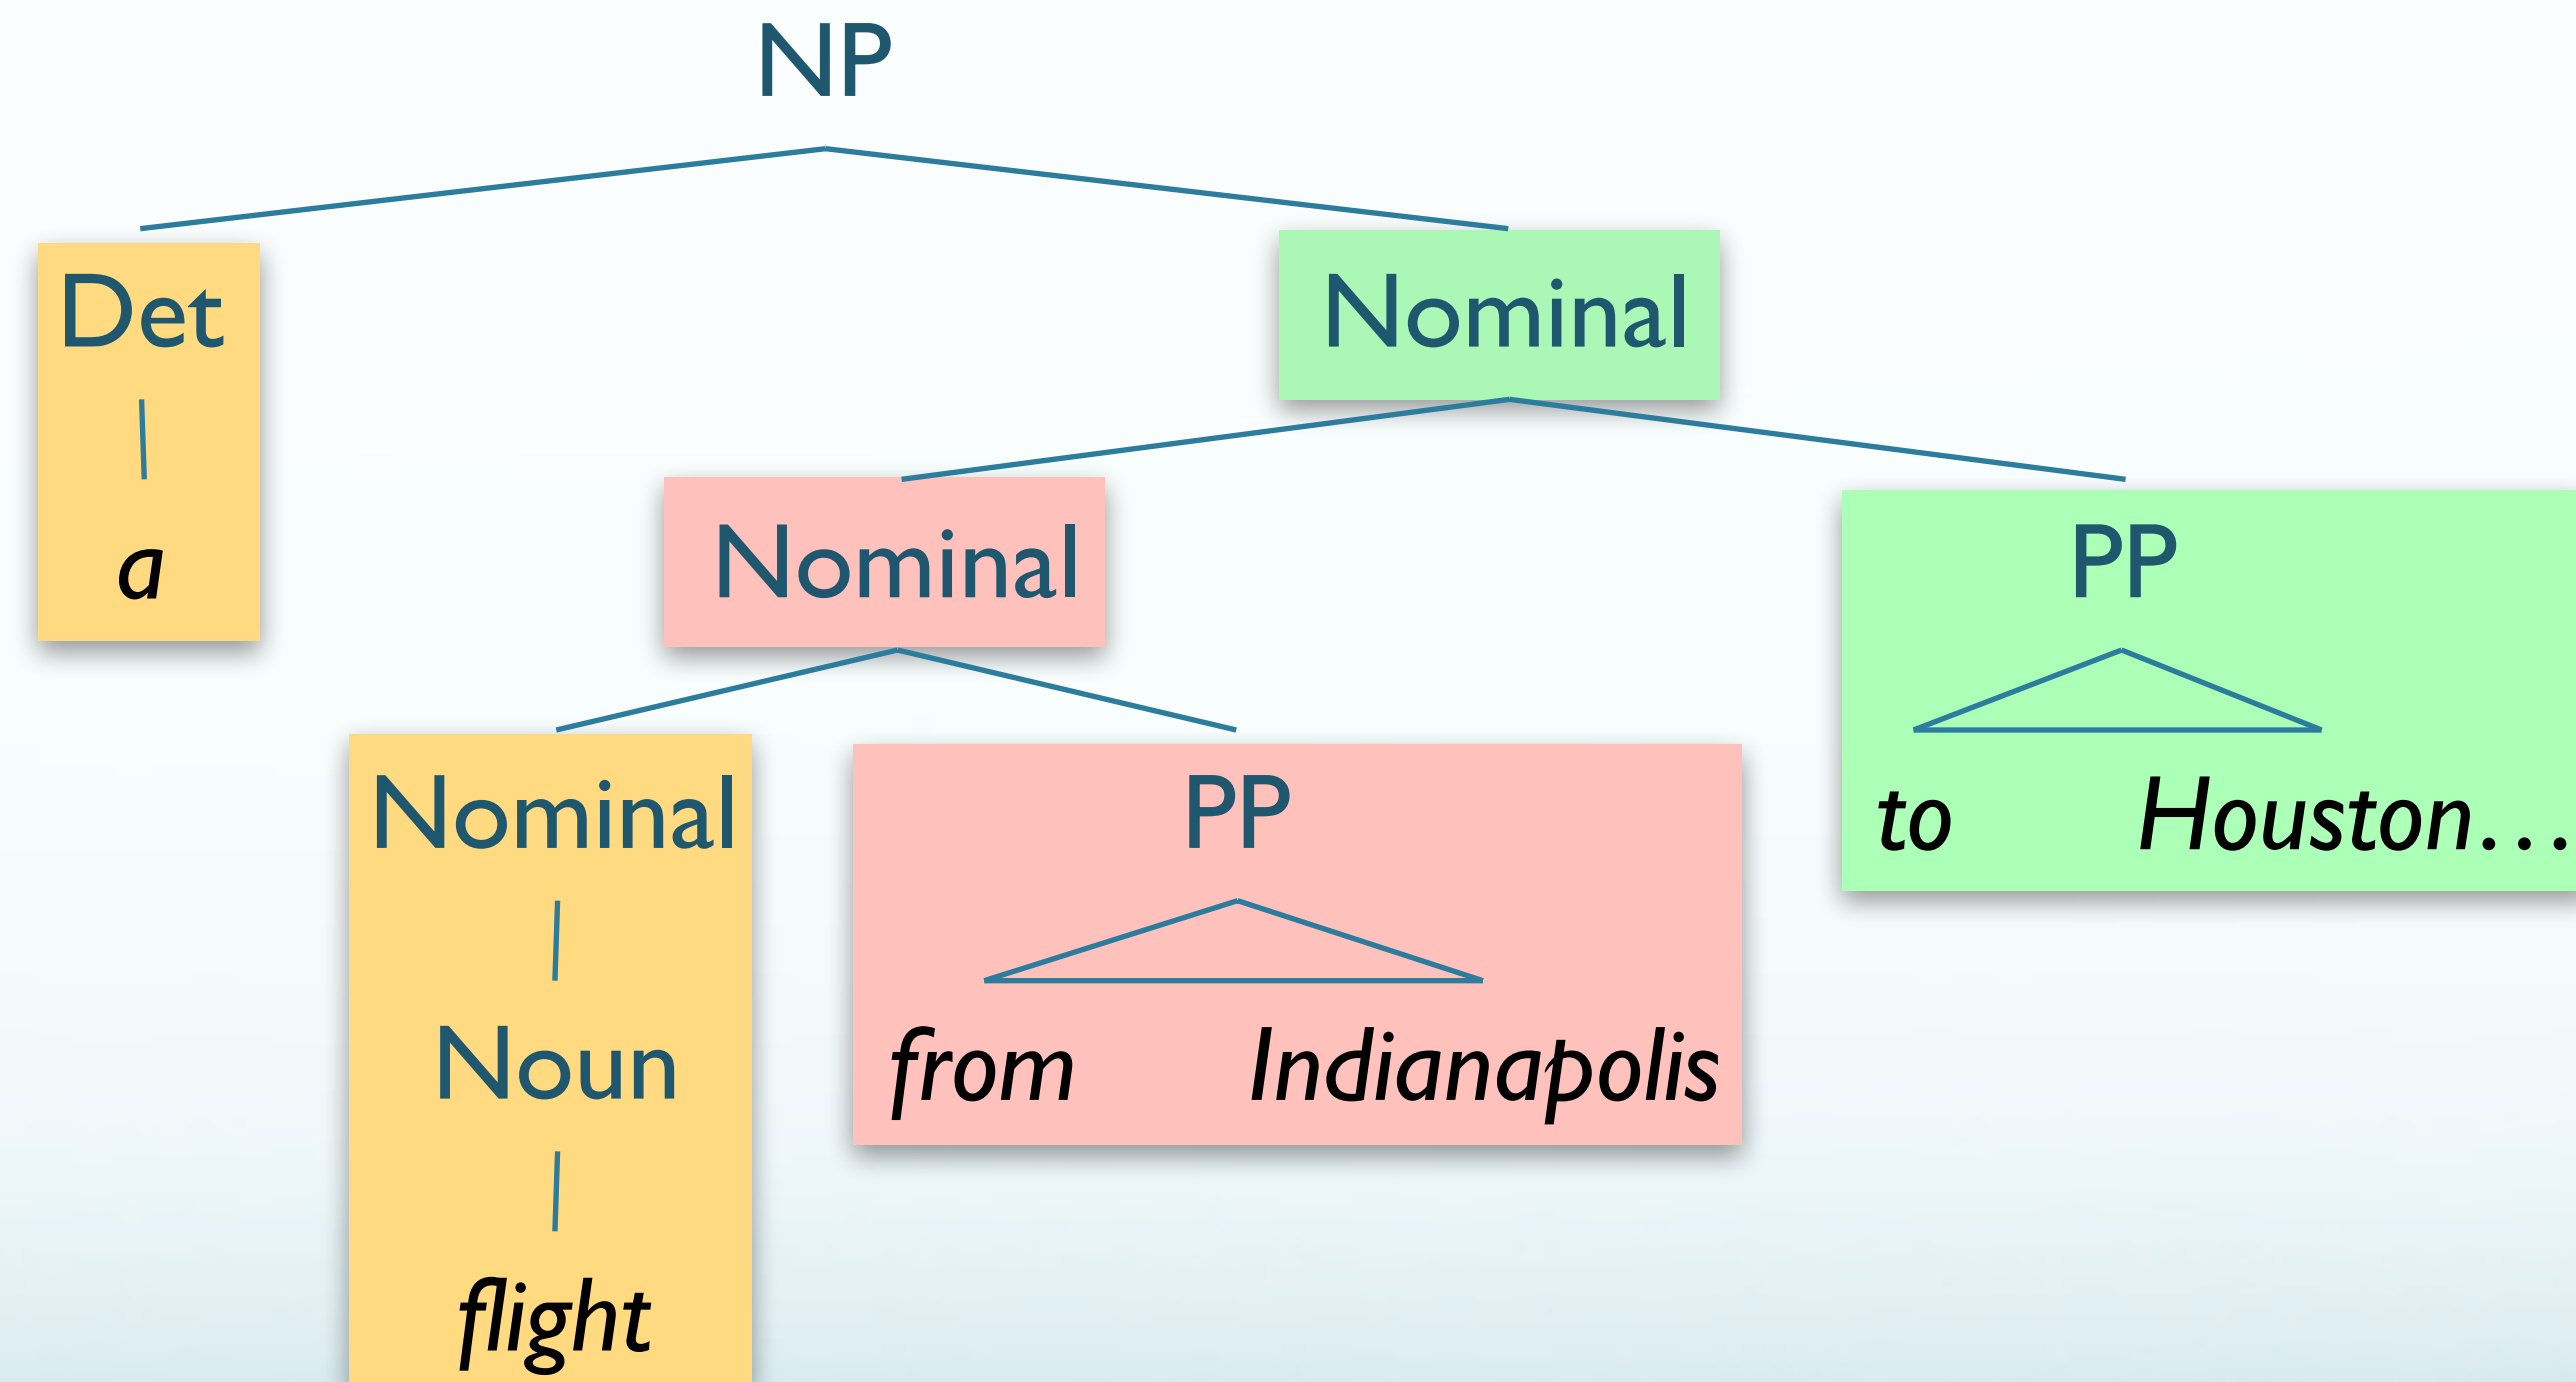 NP
Det Nominal
a Nominal PP
Nominal PP to Houston…
Noun from Indianapolis
flight